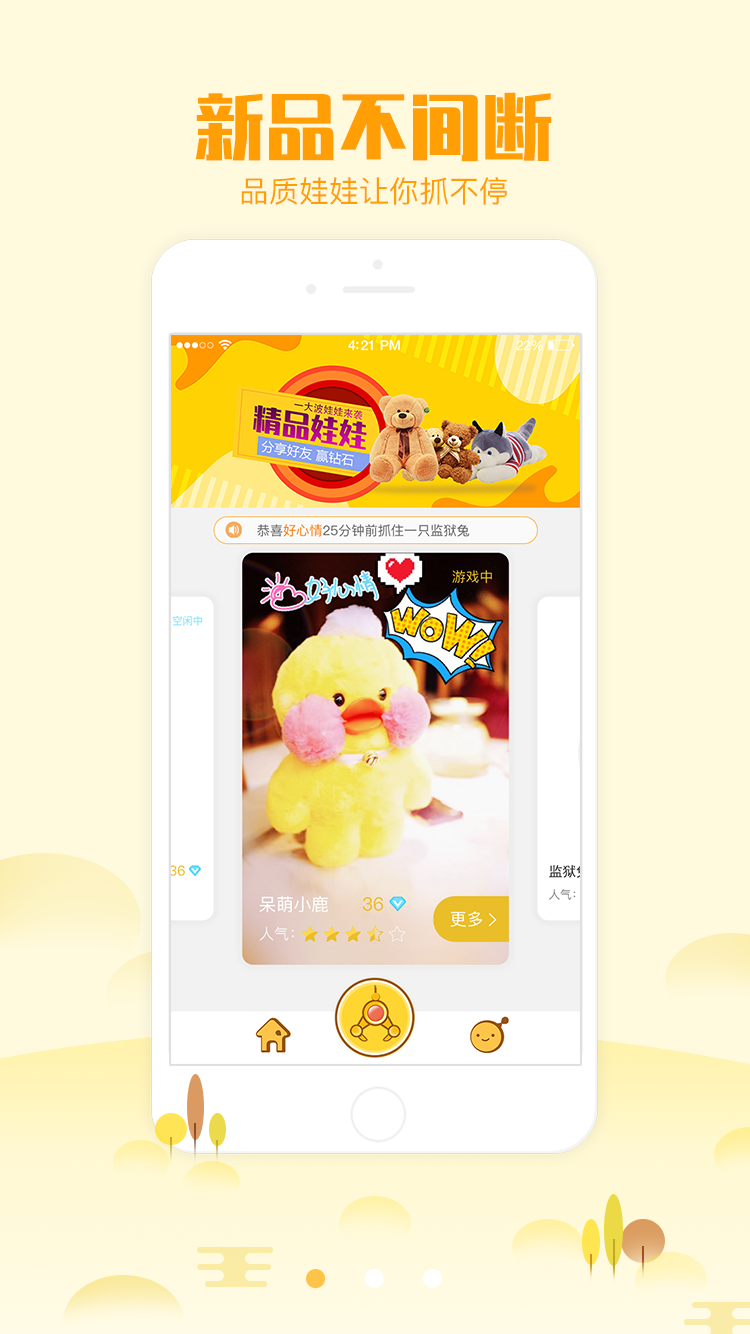 新品不间断
品质娃娃让你抓不停
4:21 PM
22%
一大波娃娃来袭
精品娃娃
分享好友 赢钻石
恭喜好心情25分钟前抓住一只监狱兔
好心情
游戏中
WOW!
空闲中
36
呆萌小鹿
36
人气：
更多
监狱
人气：